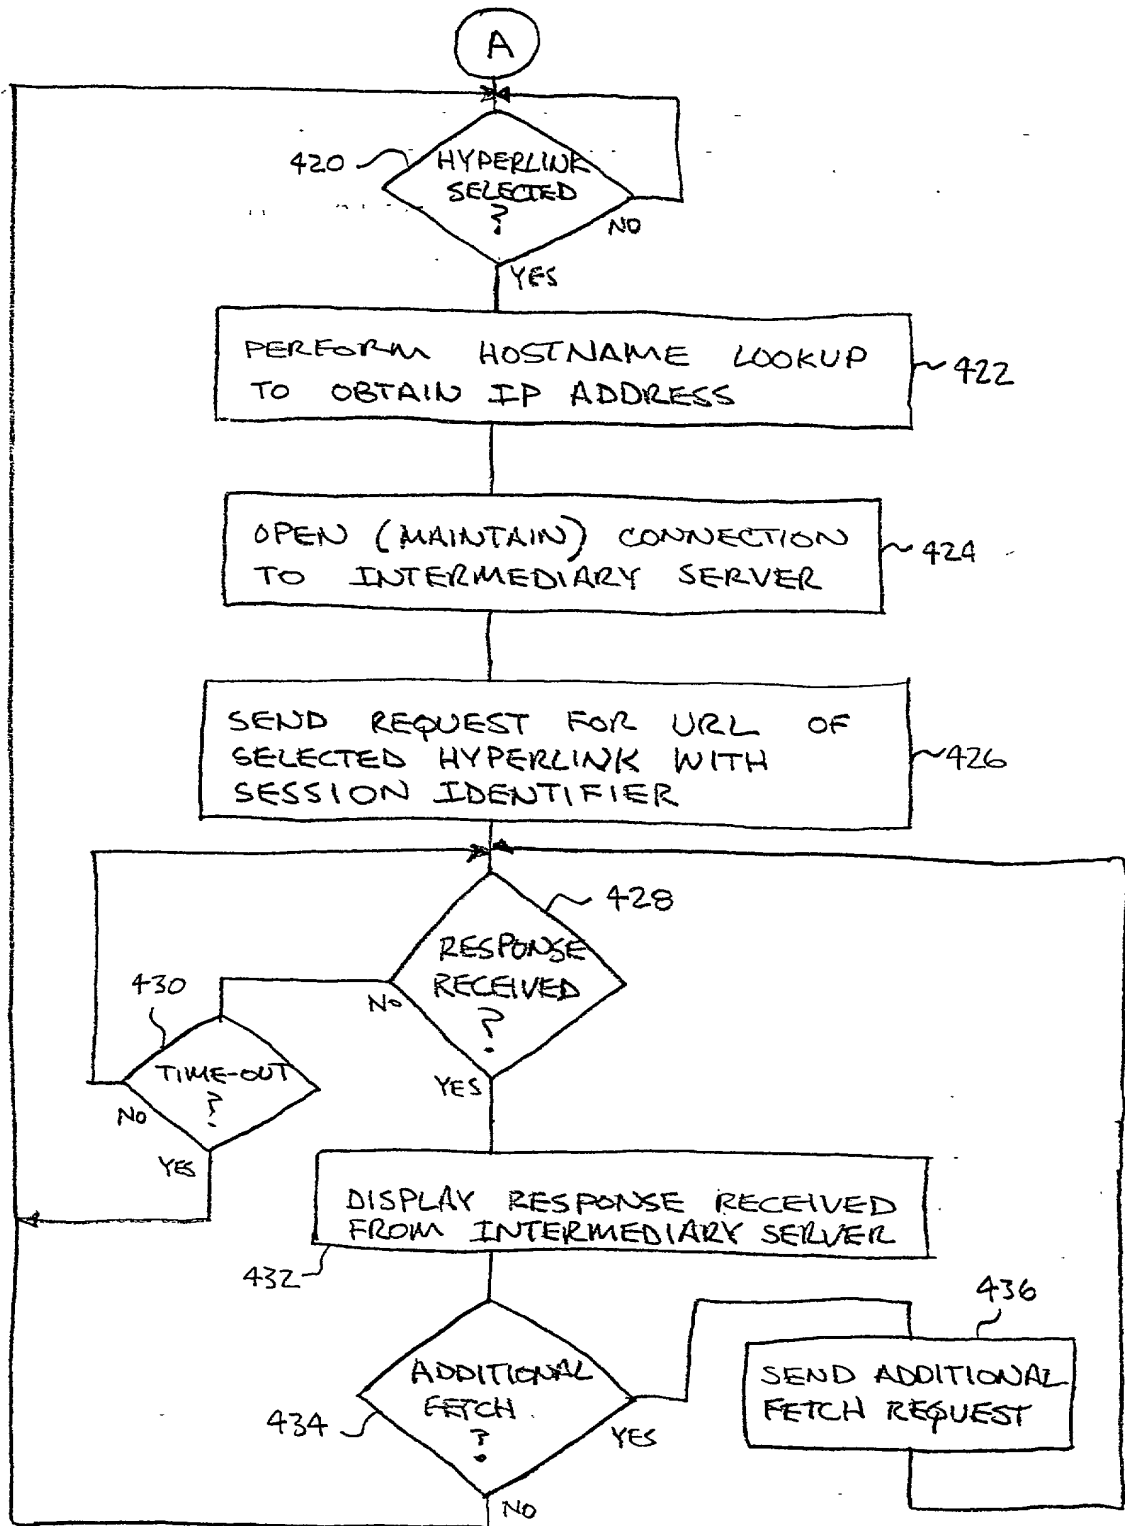 A
420
HYPERLINK
SELECTED
?
NO
YES
PERFORM HOSTNAME LOOKUP
TO OBTAIN IP ADDRESS
422
OPEN (MAINTAIN) CONNECTION
TO INTERMEDIARY SERVER
424
SEND REQUEST FOR URL OF
SELECTED HYPERLINK WITH
SESSION IDENTIFIER
426
428
RESPONSE
RECEIVED
?
NO
YES
430
TIME-OUT
?
NO
YES
DISPLAY RESPONSE RECEIVED
FROM INTERMEDIARY SERVER
432
ADDITIONAL
FETCH
?
434
YES
NO
436
SEND ADDITIONAL
FETCH REQUEST